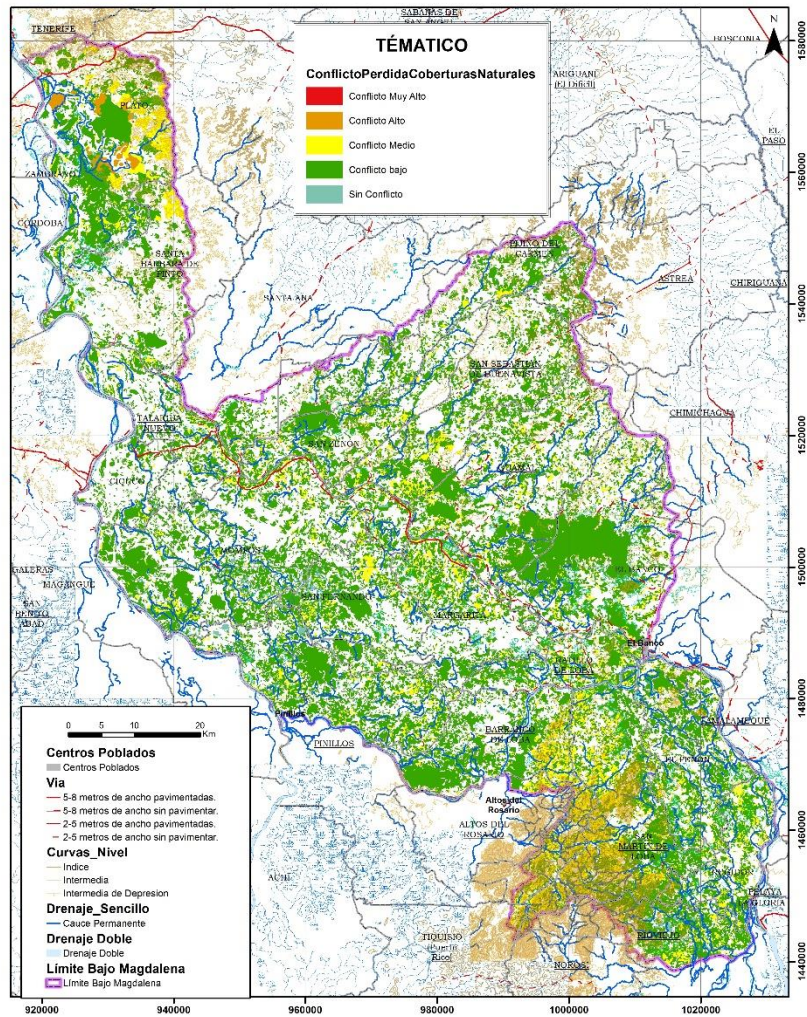 SABANAS DE
TENERIFE
BOSCONIA
N
TÉMATICO
ConflictoPerdidaCoberturasNaturales
Conflicto Muy Alto
Conflicto Alto
Conflicto Medio
Conflicto bajo
Sin Conflicto
ARIGUANI
(El Dificil)
PLATO
EL
PASO
ZAMBRANO
CORDOBA
SANTA
BARBARA DE
PINTO
SANTA ANA
ASTREA
CHIRIGUANA
SAN SEBASTIAN
DE BUENAVISTA
CHIMICHAGUA
TALAIGUA
NUEVO
SAN ZENON
CICUCO
MOMPOS
GALERAS
MAGANGUE
SAN
BENITO
ABAD
SAN FERNANDO
MARGARITA
EL BANCO
El Banco
HATILLO
DE LOBA
TAMALAMEQUE
Pinillos
PINILLOS
BARRANCO
DE LOBA
EL PEÑON
Altos del
Rosario
ALTOS DEL
ROSARIO
SAN
MARTIN DE
LOBA
REGIDOR
PELAYA
LA GLORIA
ACHI
TIQUISIO
(Puerto
Rico)
RIOVIEJO
NOROSI
0 5 10 20
Km
Centros Poblados
Centros Poblados
Via
5-8 metros de ancho pavimentadas.
5-8 metros de ancho sin pavimentar.
2-5 metros de ancho pavimentadas.
2-5 metros de ancho sin pavimentar.
Curvas_Nivel
Indice
Intermedia
Intermedia de Depresion
Drenaje_Sencillo
Cauce Permanente
Drenaje Doble
Drenaje Doble
Límite Bajo Magdalena
Límite Bajo Magdalena
1580000
1560000
1540000
1520000
1500000
1480000
1460000
1440000
920000 940000 960000 980000 1000000 1020000